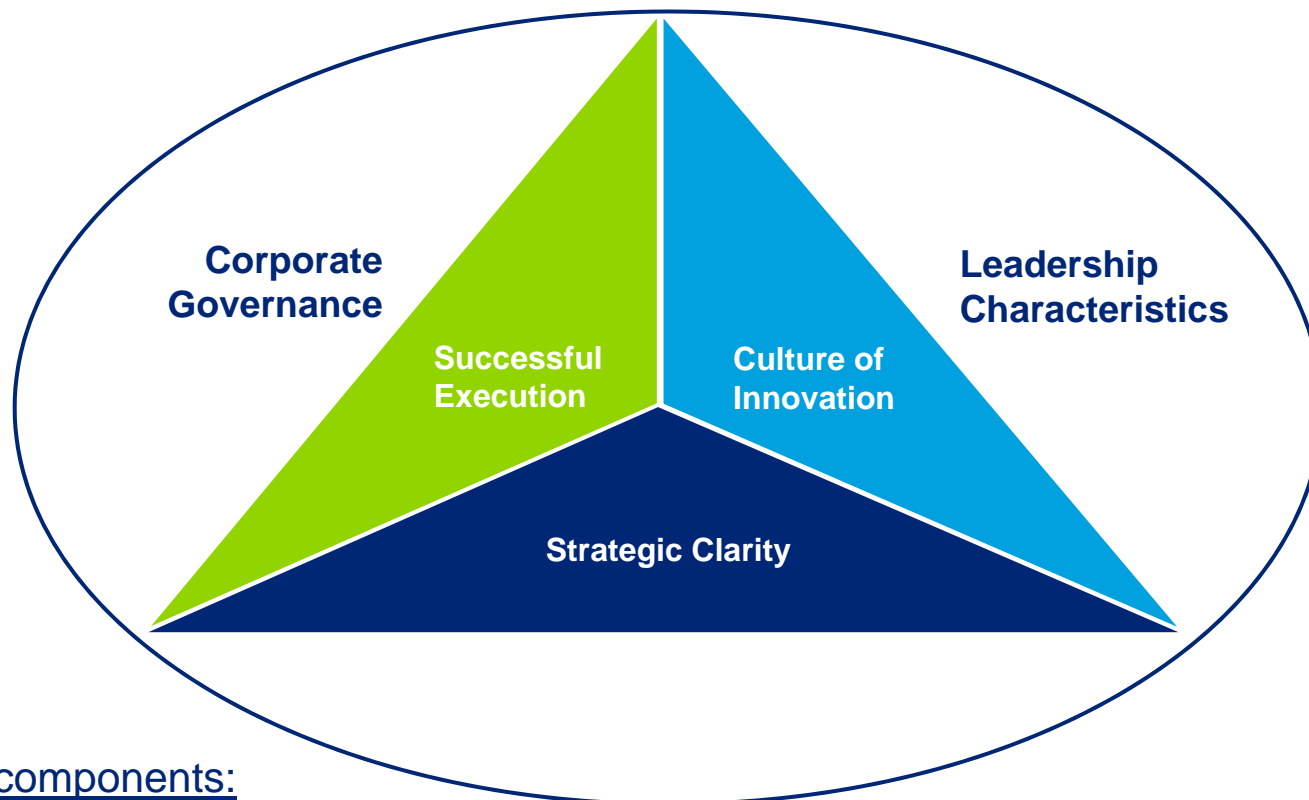 Corporate
Governance
Leadership
Characteristics
Successful
Execution
Culture of
Innovation
Strategic Clarity
components: